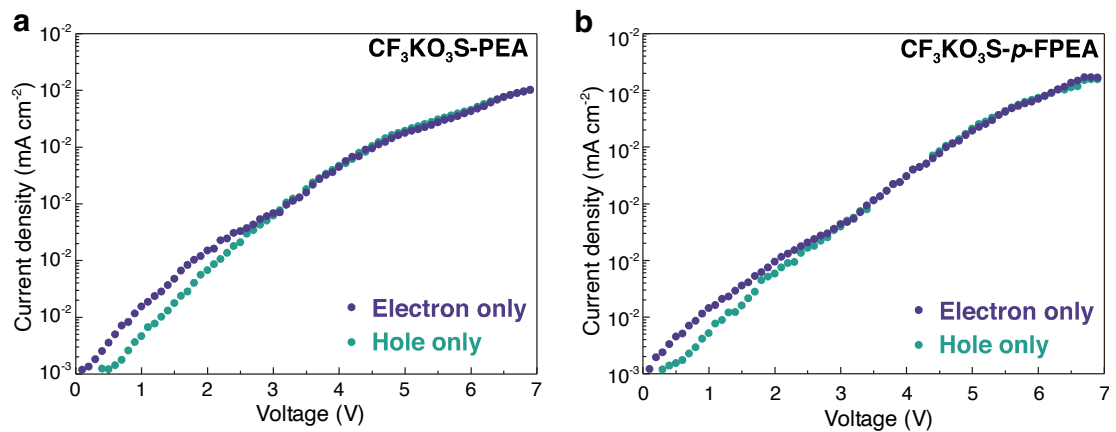 a
CF₃KO₃S-PEA
Current density (mA cm⁻²)
10⁻²
10⁻²
10⁻²
10⁻²
10⁻²
10⁻²
10⁻³
Electron only
Hole only
0 1 2 3 4 5 6 7
Voltage (V)
b
CF₃KO₃S-p-FPEA
Current density (mA cm⁻²)
10⁻²
10⁻²
10⁻²
10⁻²
10⁻²
10⁻²
10⁻³
Electron only
Hole only
0 1 2 3 4 5 6 7
Voltage (V)